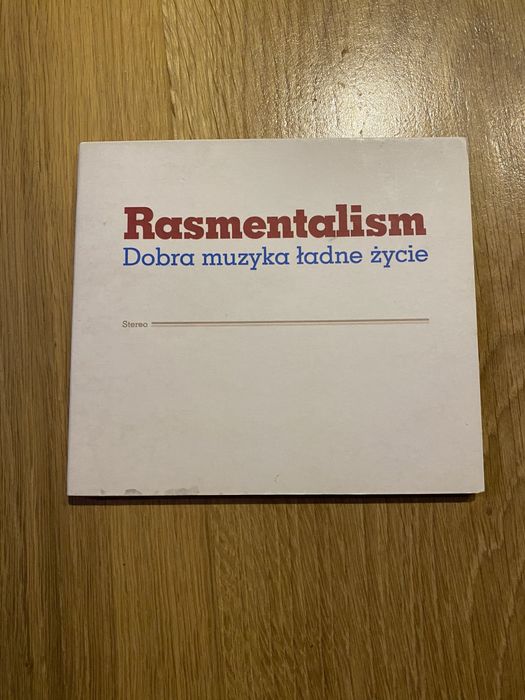 Rasmentalism
Dobra muzyka ładne życie
Stereo